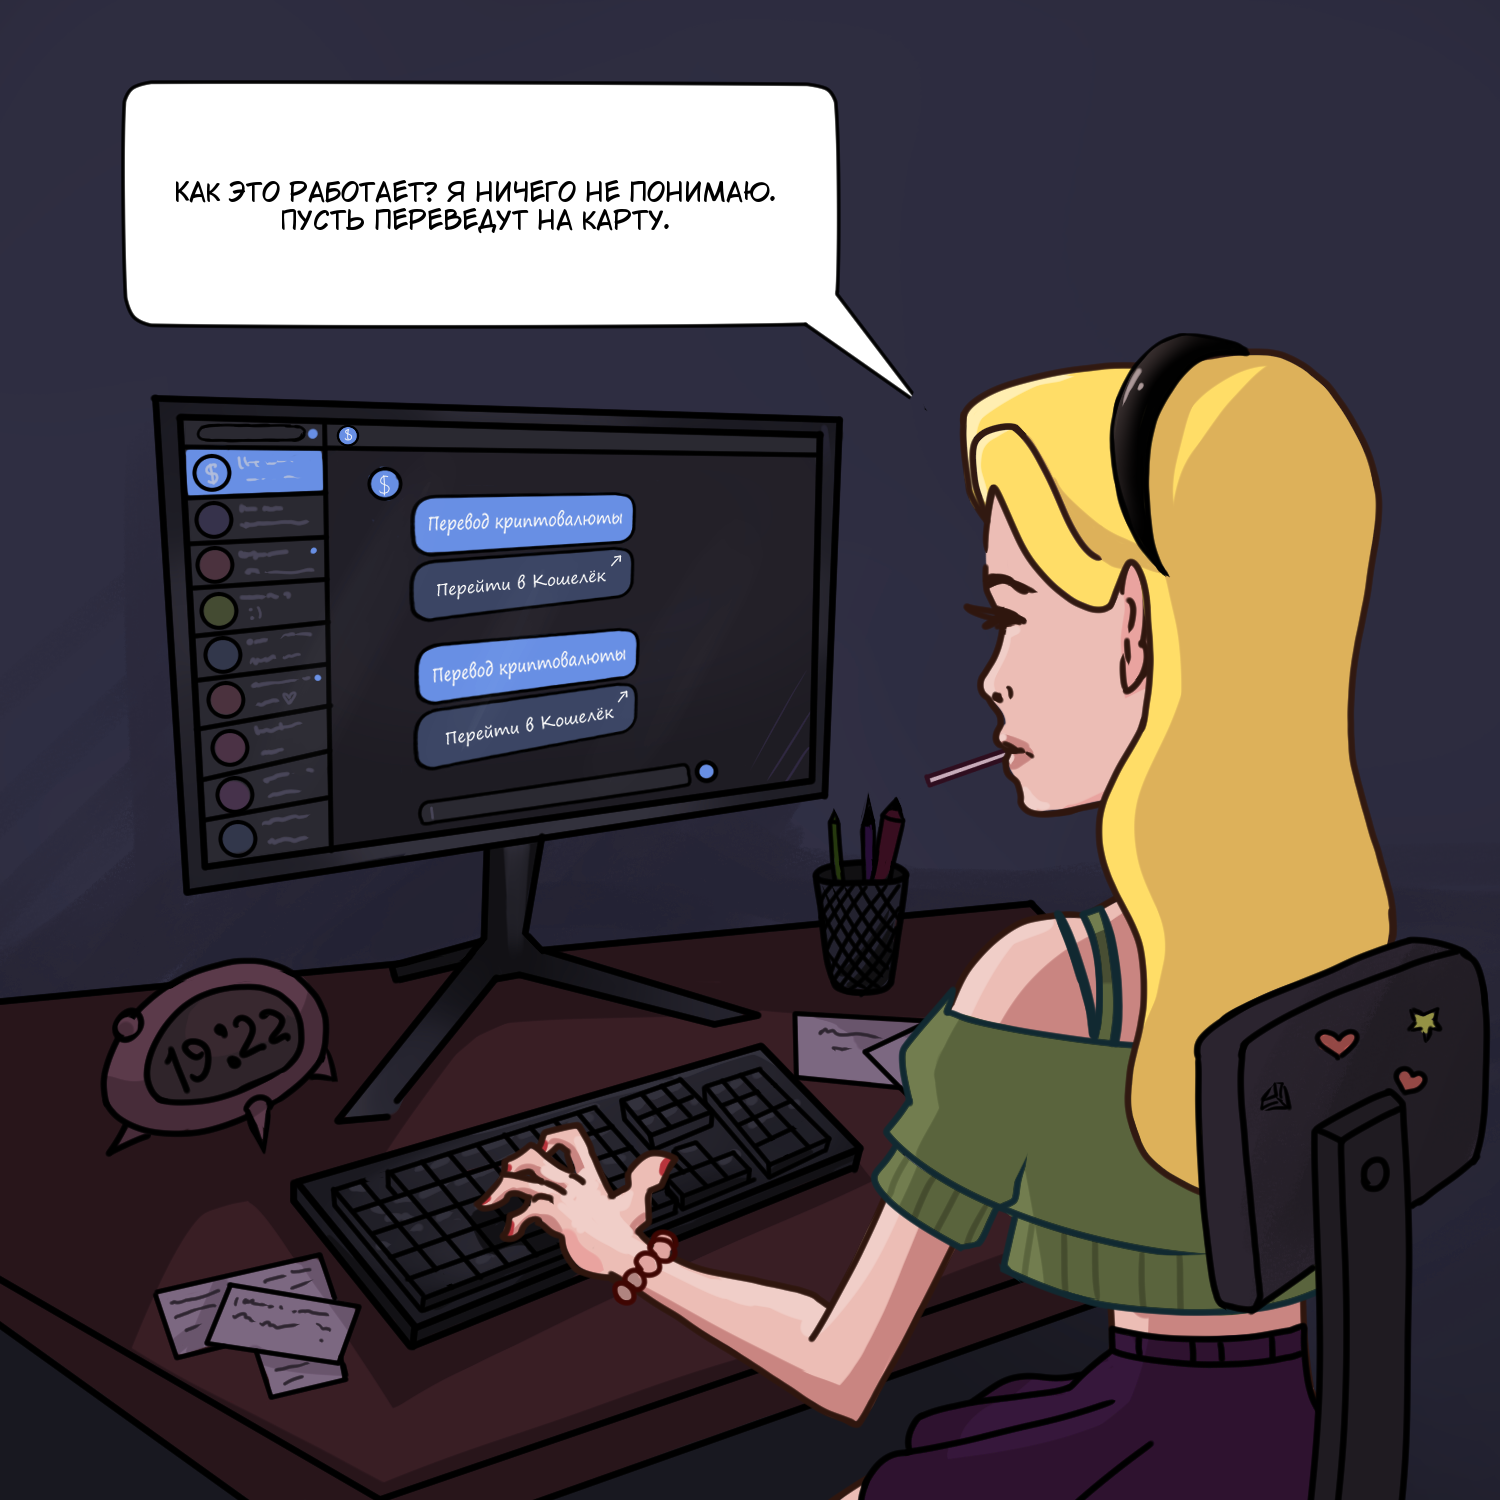 КАК ЭТО РАБОТАЕТ? Я НИЧЕГО НЕ ПОНИМАЮ.
ПУСТЬ ПЕРЕВЕДУТ НА КАРТУ.
$
$
$
Перевод криптовалюты
Перейти в Кошелёк
:)
Перевод криптовалюты
Перейти в Кошелёк
19:22